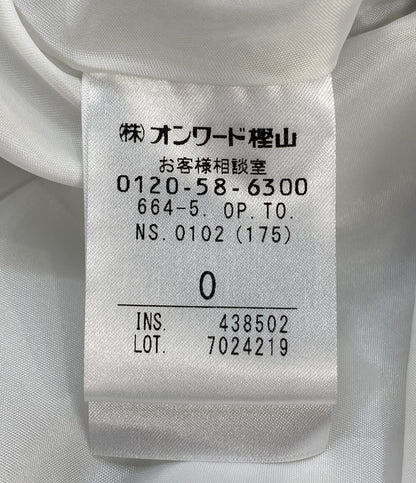 (株)オンワード樫山
お客様相談室
0120-58-6300
664-5. OP.TO.
NS.0102(175)
0
INS. 438502
LOT. 7024219